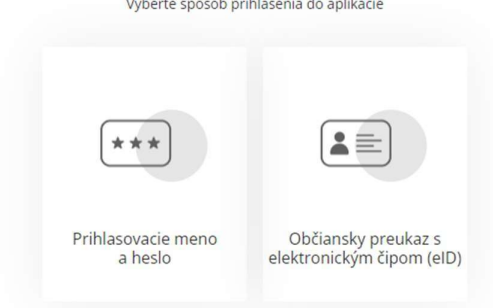 Vyberte spôsob prihlásenia do aplikácie
Prihlasovacie meno
a heslo
Občiansky preukaz s
elektronickým čipom (eID)